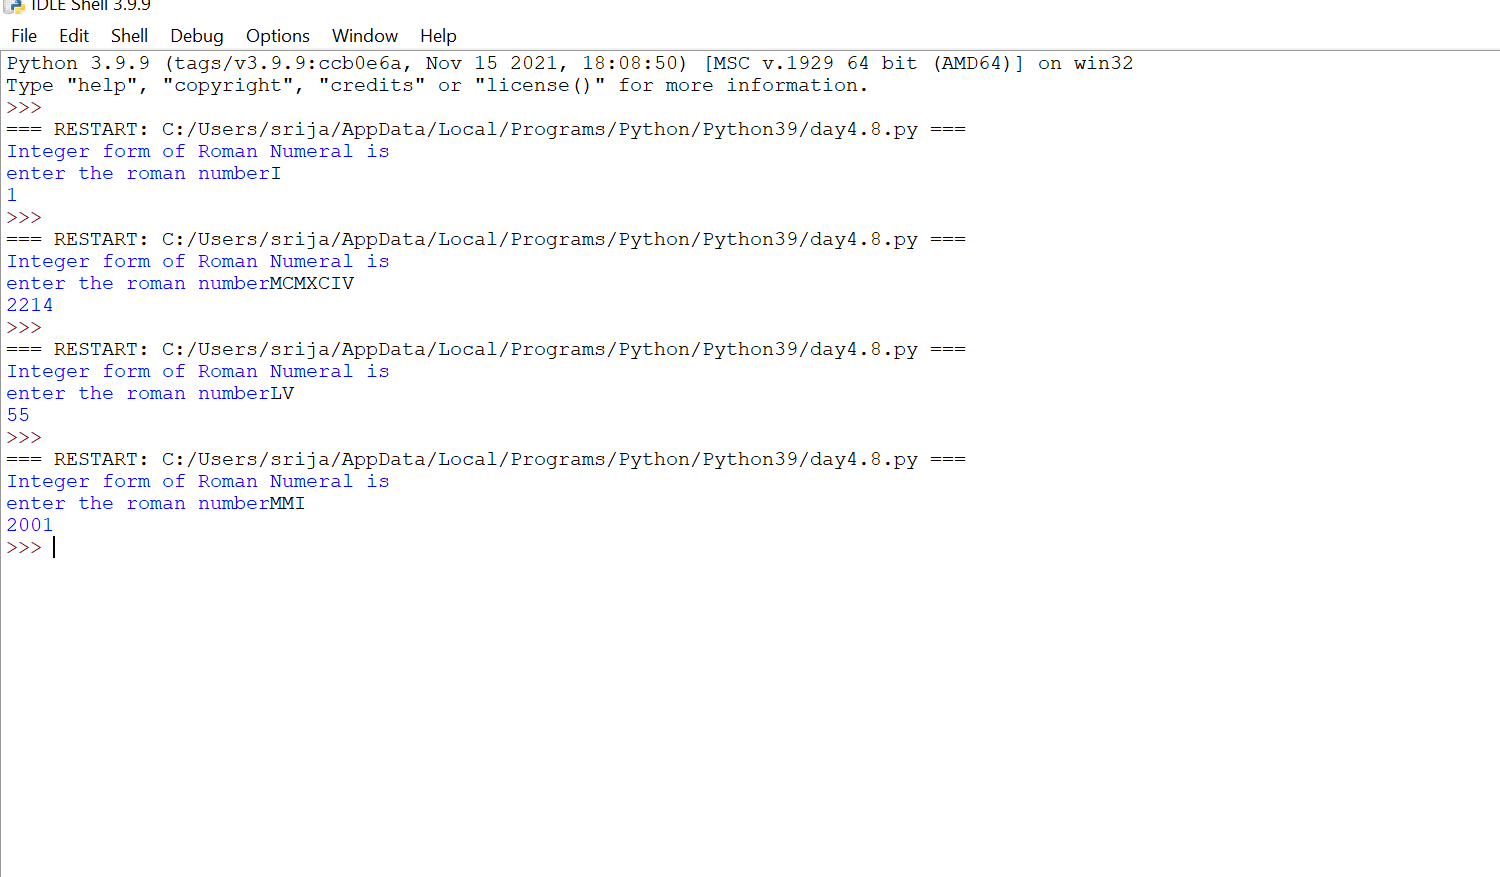 IDLE Shell 3.9.9
File Edit Shell Debug Options Window Help
Python 3.9.9 (tags/v3.9.9:ccb0e6a, Nov 15 2021, 18:08:50) [MSC v.1929 64 bit (AMD64)] on win32
Type "help", "copyright", "credits" or "license()" for more information.
>>>
=== RESTART: C:/Users/srija/AppData/Local/Programs/Python/Python39/day4.8.py ===
Integer form of Roman Numeral is
enter the roman numberI
1
>>>
=== RESTART: C:/Users/srija/AppData/Local/Programs/Python/Python39/day4.8.py ===
Integer form of Roman Numeral is
enter the roman numberMCMXCIV
2214
>>>
=== RESTART: C:/Users/srija/AppData/Local/Programs/Python/Python39/day4.8.py ===
Integer form of Roman Numeral is
enter the roman numberLV
55
>>>
=== RESTART: C:/Users/srija/AppData/Local/Programs/Python/Python39/day4.8.py ===
Integer form of Roman Numeral is
enter the roman numberMMI
2001
>>>